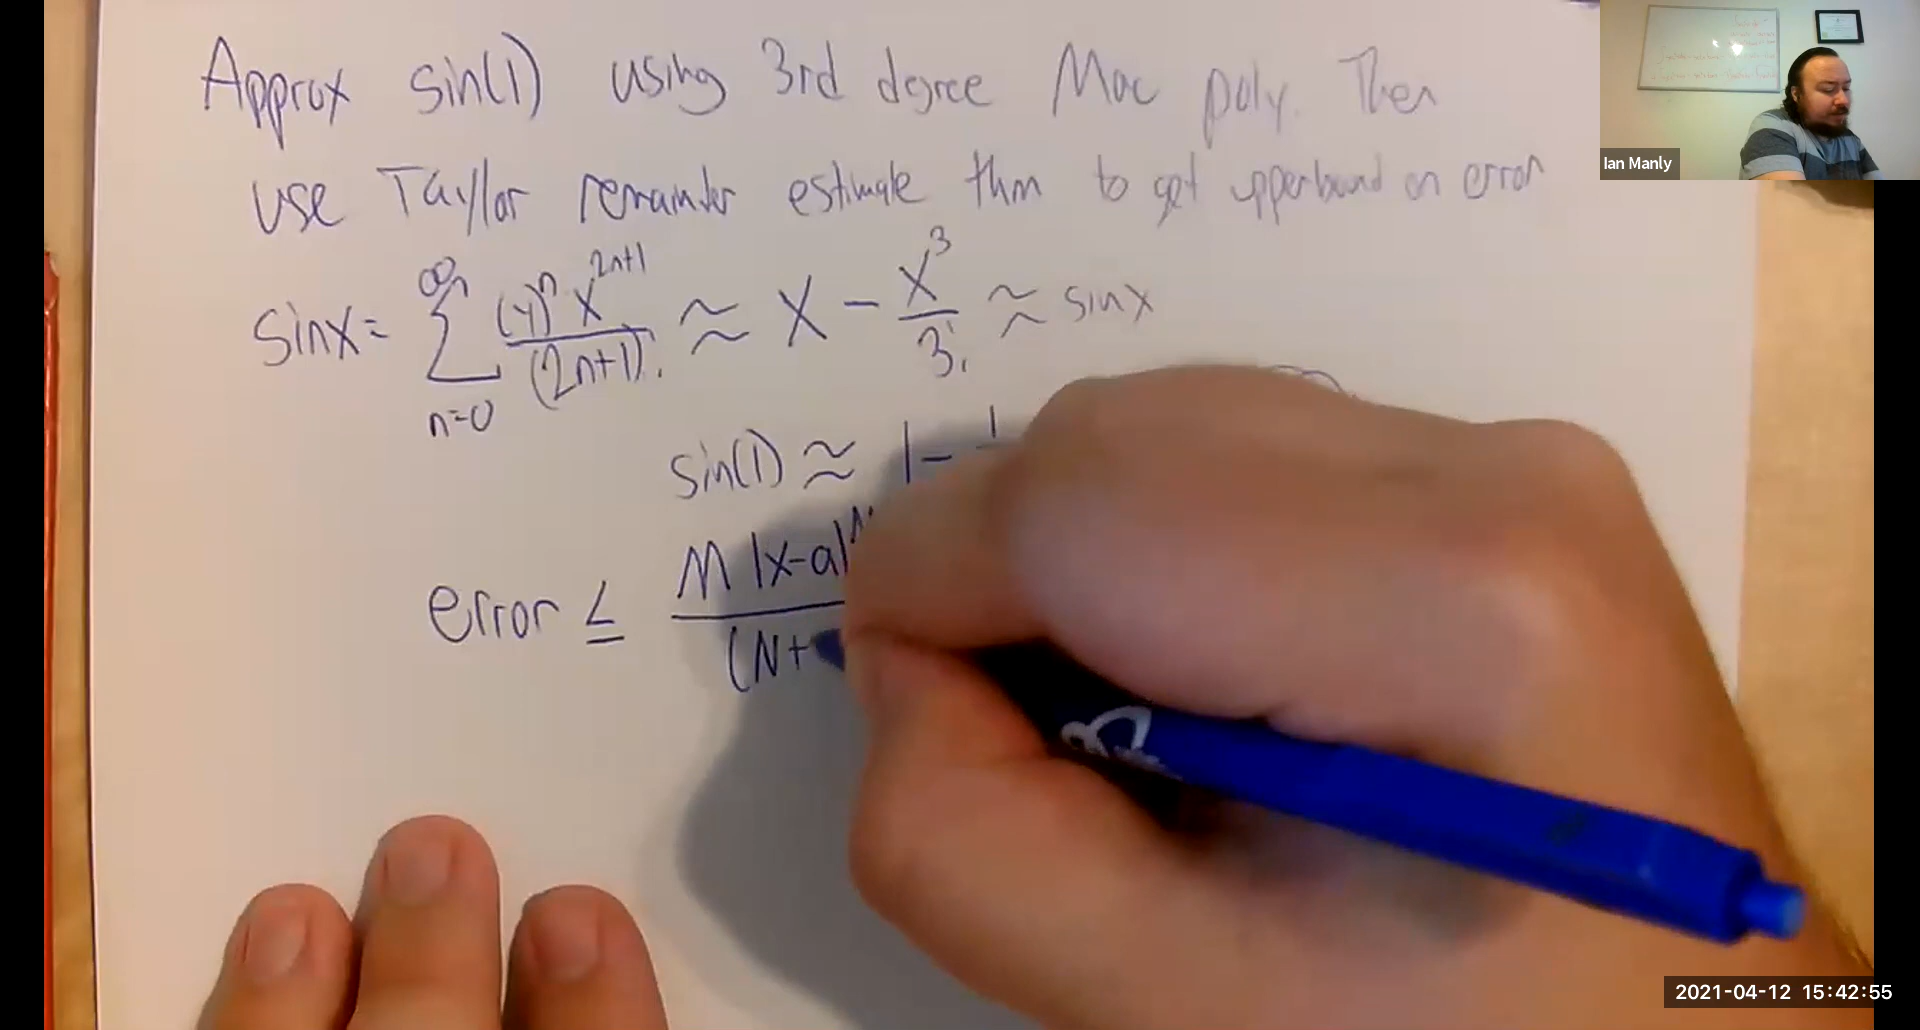 Approx sin(1) using 3rd degree Mac poly. Then
use Taylor remainder estimate thm to get upperbound on error
sinx = ∞ Σ n=0 (-1)^n x^(2n+1) / (2n+1)! ≈ x - x^3/3! ≈ sinx
sin(1) ≈ 1 - 1
error ≤ M |x-a|^N / (N+
Ian Manly
2021-04-12 15:42:55